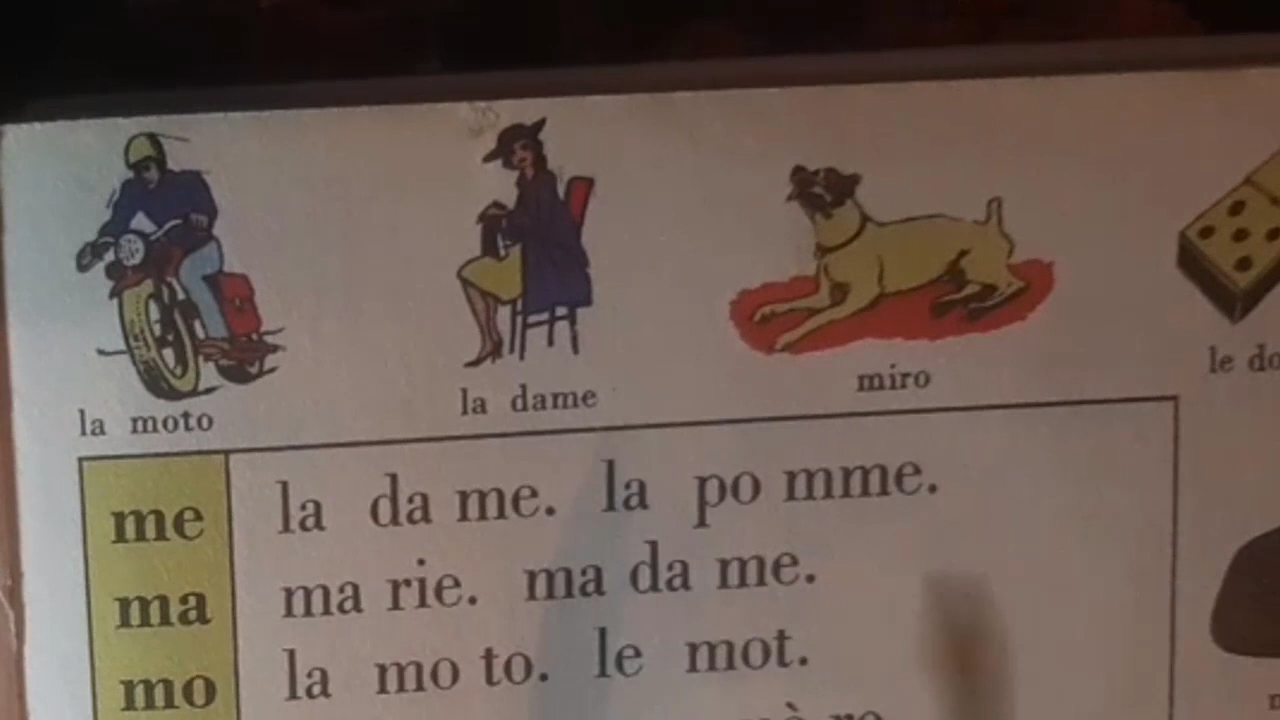 la moto
la dame
miro
le
me
la da me. la po mme.
ma
ma rie. ma da me.
mo
la mo to. le mot.